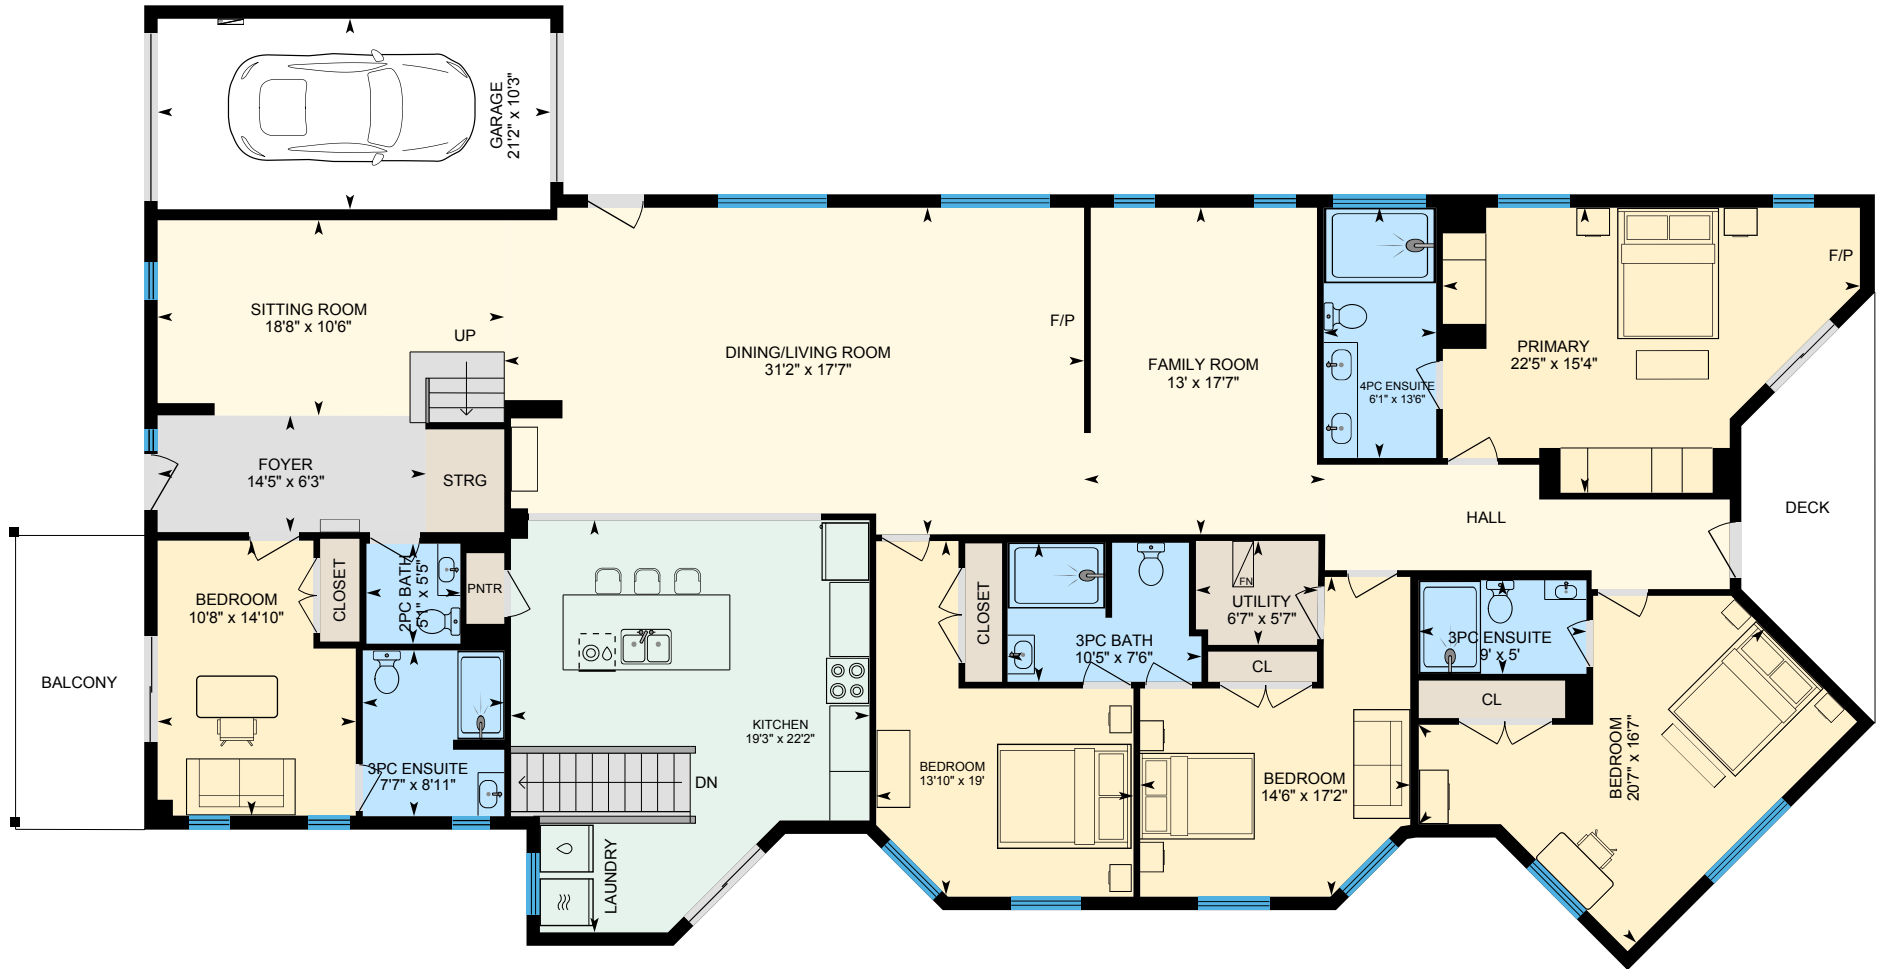 GARAGE
21'2" x 10'3"
SITTING ROOM
18'8" x 10'6"
UP
DINING/LIVING ROOM
31'2" x 17'7"
F/P
FAMILY ROOM
13' x 17'7"
4PC ENSUITE
6'1" x 13'6"
PRIMARY
22'5" x 15'4"
F/P
FOYER
14'5" x 6'3"
STRG
HALL
DECK
BALCONY
BEDROOM
10'8" x 14'10"
CLOSET
2PC BATH
5'1" x 5'5"
PNTR
3PC ENSUITE
7'7" x 8'11"
KITCHEN
19'3" x 22'2"
DN
LAUNDRY
CLOSET
BEDROOM
13'10" x 19'
3PC BATH
10'5" x 7'6"
FN
UTILITY
6'7" x 5'7"
CL
BEDROOM
14'6" x 17'2"
3PC ENSUITE
9' x 5'
CL
BEDROOM
20'7" x 16'7"